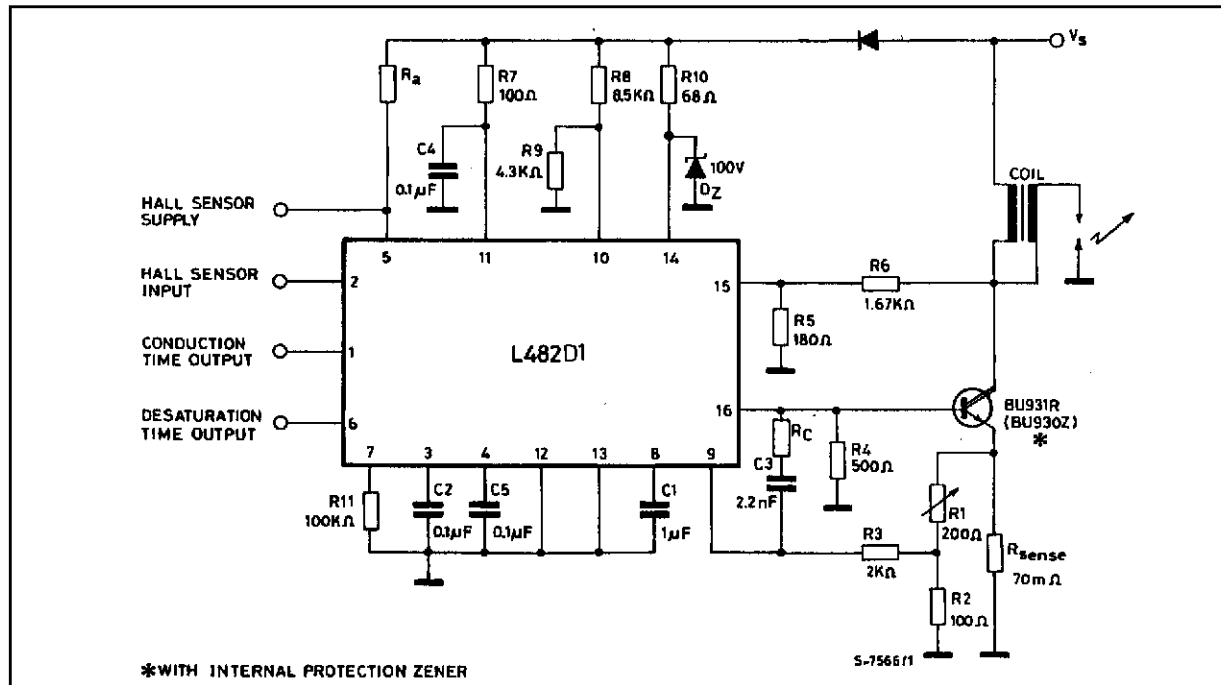 Vs
Ra
R7
100Ω
R8
8.5KΩ
R10
68Ω
C4
0.1µF
R9
4.3KΩ
100V
DZ
COIL
HALL SENSOR
SUPPLY
5
11
10
14
HALL SENSOR
INPUT
2
15
R6
1.67KΩ
R5
180Ω
CONDUCTION
TIME OUTPUT
1
L482D1
DESATURATION
TIME OUTPUT
6
16
BU931R
(BU930Z)
*
RC
C3
2.2nF
R4
500Ω
7
3
4
12
13
8
9
R11
100KΩ
C2
0.1µF
C5
0.1µF
C1
1µF
R3
2KΩ
R1
200Ω
Rsense
70mΩ
R2
100Ω
S-7566/1
*WITH INTERNAL PROTECTION ZENER